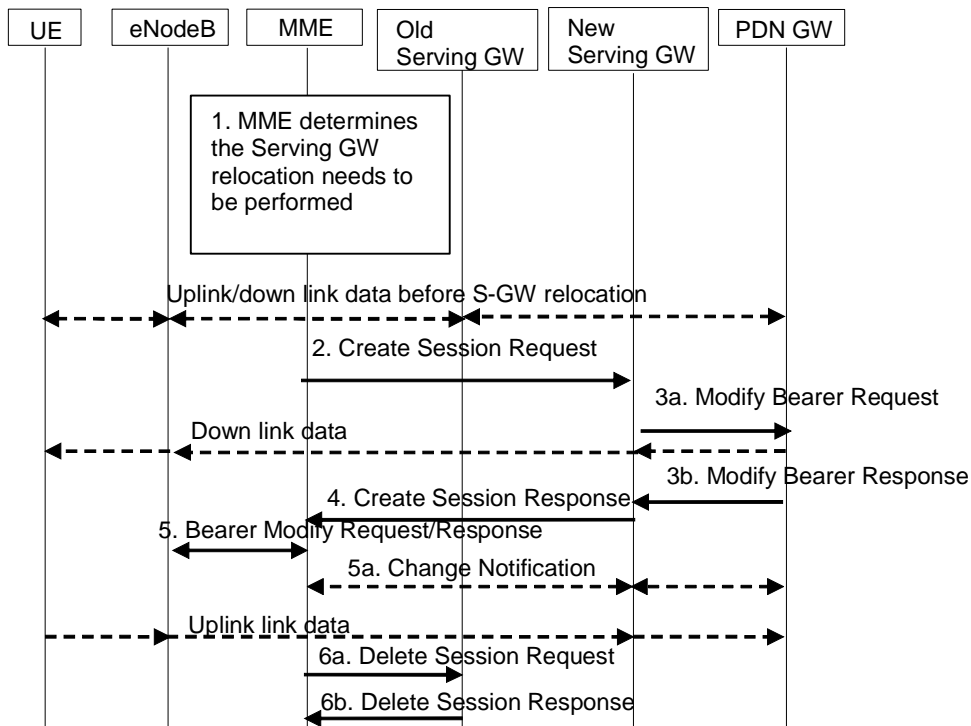 UE
eNodeB
MME
Old
Serving GW
New
Serving GW
PDN GW
1. MME determines
the Serving GW
relocation needs to
be performed
Uplink/down link data before S-GW relocation
2. Create Session Request
3a. Modify Bearer Request
Down link data
3b. Modify Bearer Response
4. Create Session Response
5. Bearer Modify Request/Response
5a. Change Notification
Uplink link data
6a. Delete Session Request
6b. Delete Session Response